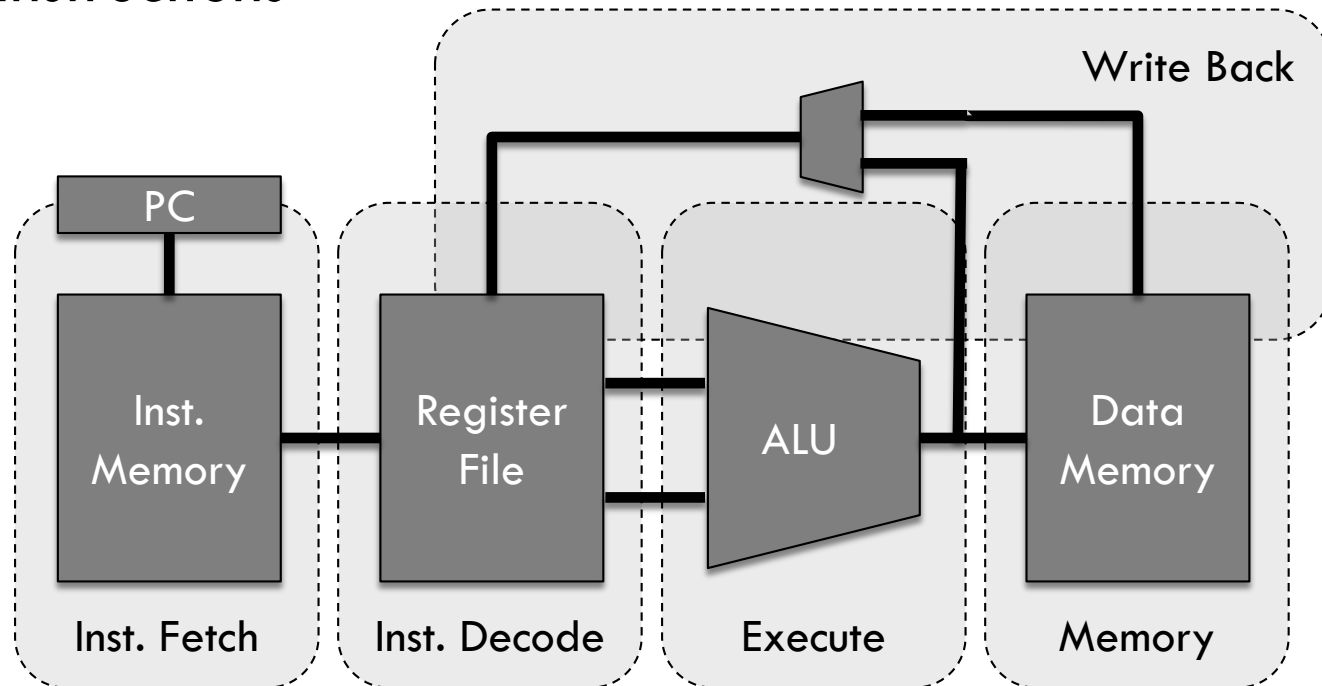 Write Back
PC
Inst.
Memory
Register
File
ALU
Data
Memory
Inst. Fetch
Inst. Decode
Execute
Memory